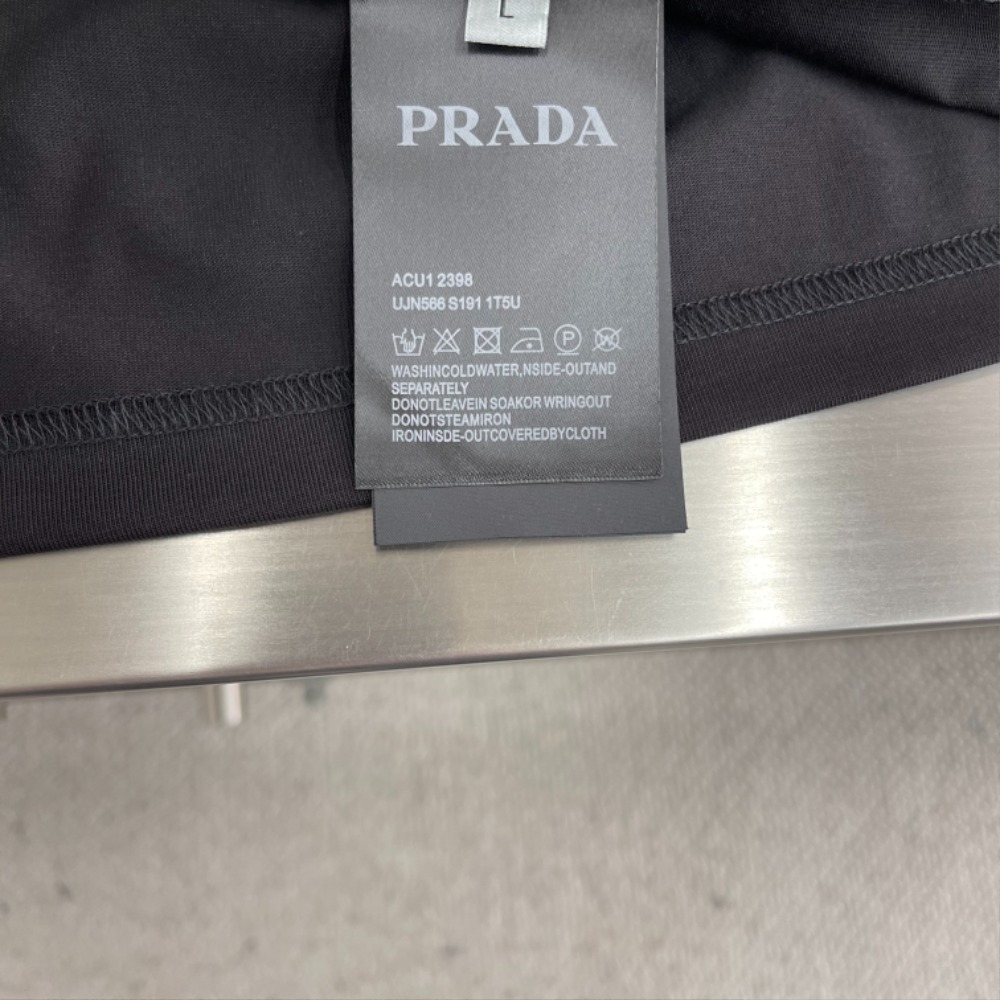 L
PRADA
ACU1 2398
UJN566 S191 1T5U
P
W
WASHINCOLDWATER,NSIDE-OUTAND
SEPARATELY
DONOTLEAVEIN SOAKOR WRINGOUT
DONOTSTEAMIRON
IRONINSDE-OUTCOVEREDBYCLOTH